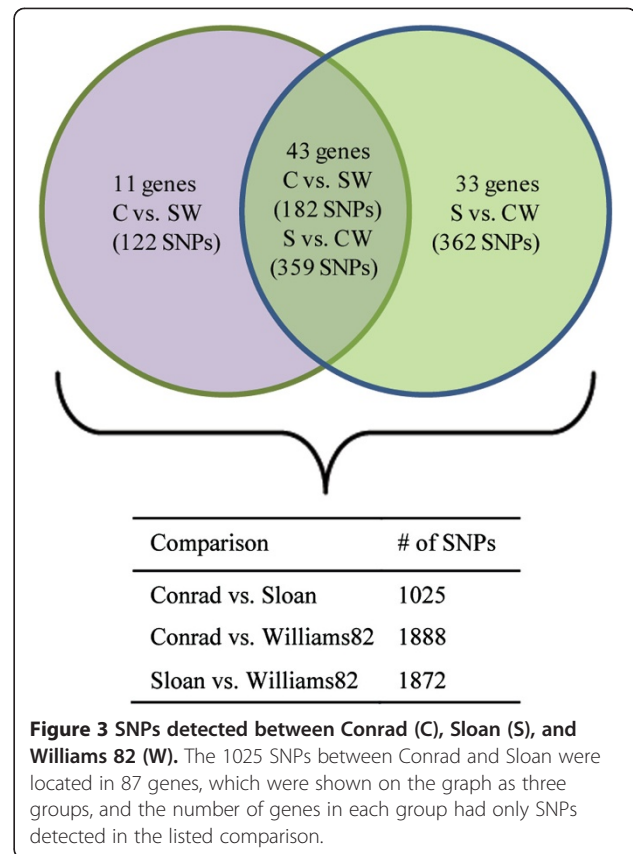 11 genes
C vs. SW
(122 SNPs)
43 genes
C vs. SW
(182 SNPs)
S vs. CW
(359 SNPs)
33 genes
S vs. CW
(362 SNPs)
Comparison # of SNPs
Conrad vs. Sloan 1025
Conrad vs. Williams82 1888
Sloan vs. Williams82 1872
Figure 3 SNPs detected between Conrad (C), Sloan (S), and
Williams 82 (W). The 1025 SNPs between Conrad and Sloan were
located in 87 genes, which were shown on the graph as three
groups, and the number of genes in each group had only SNPs
detected in the listed comparison.